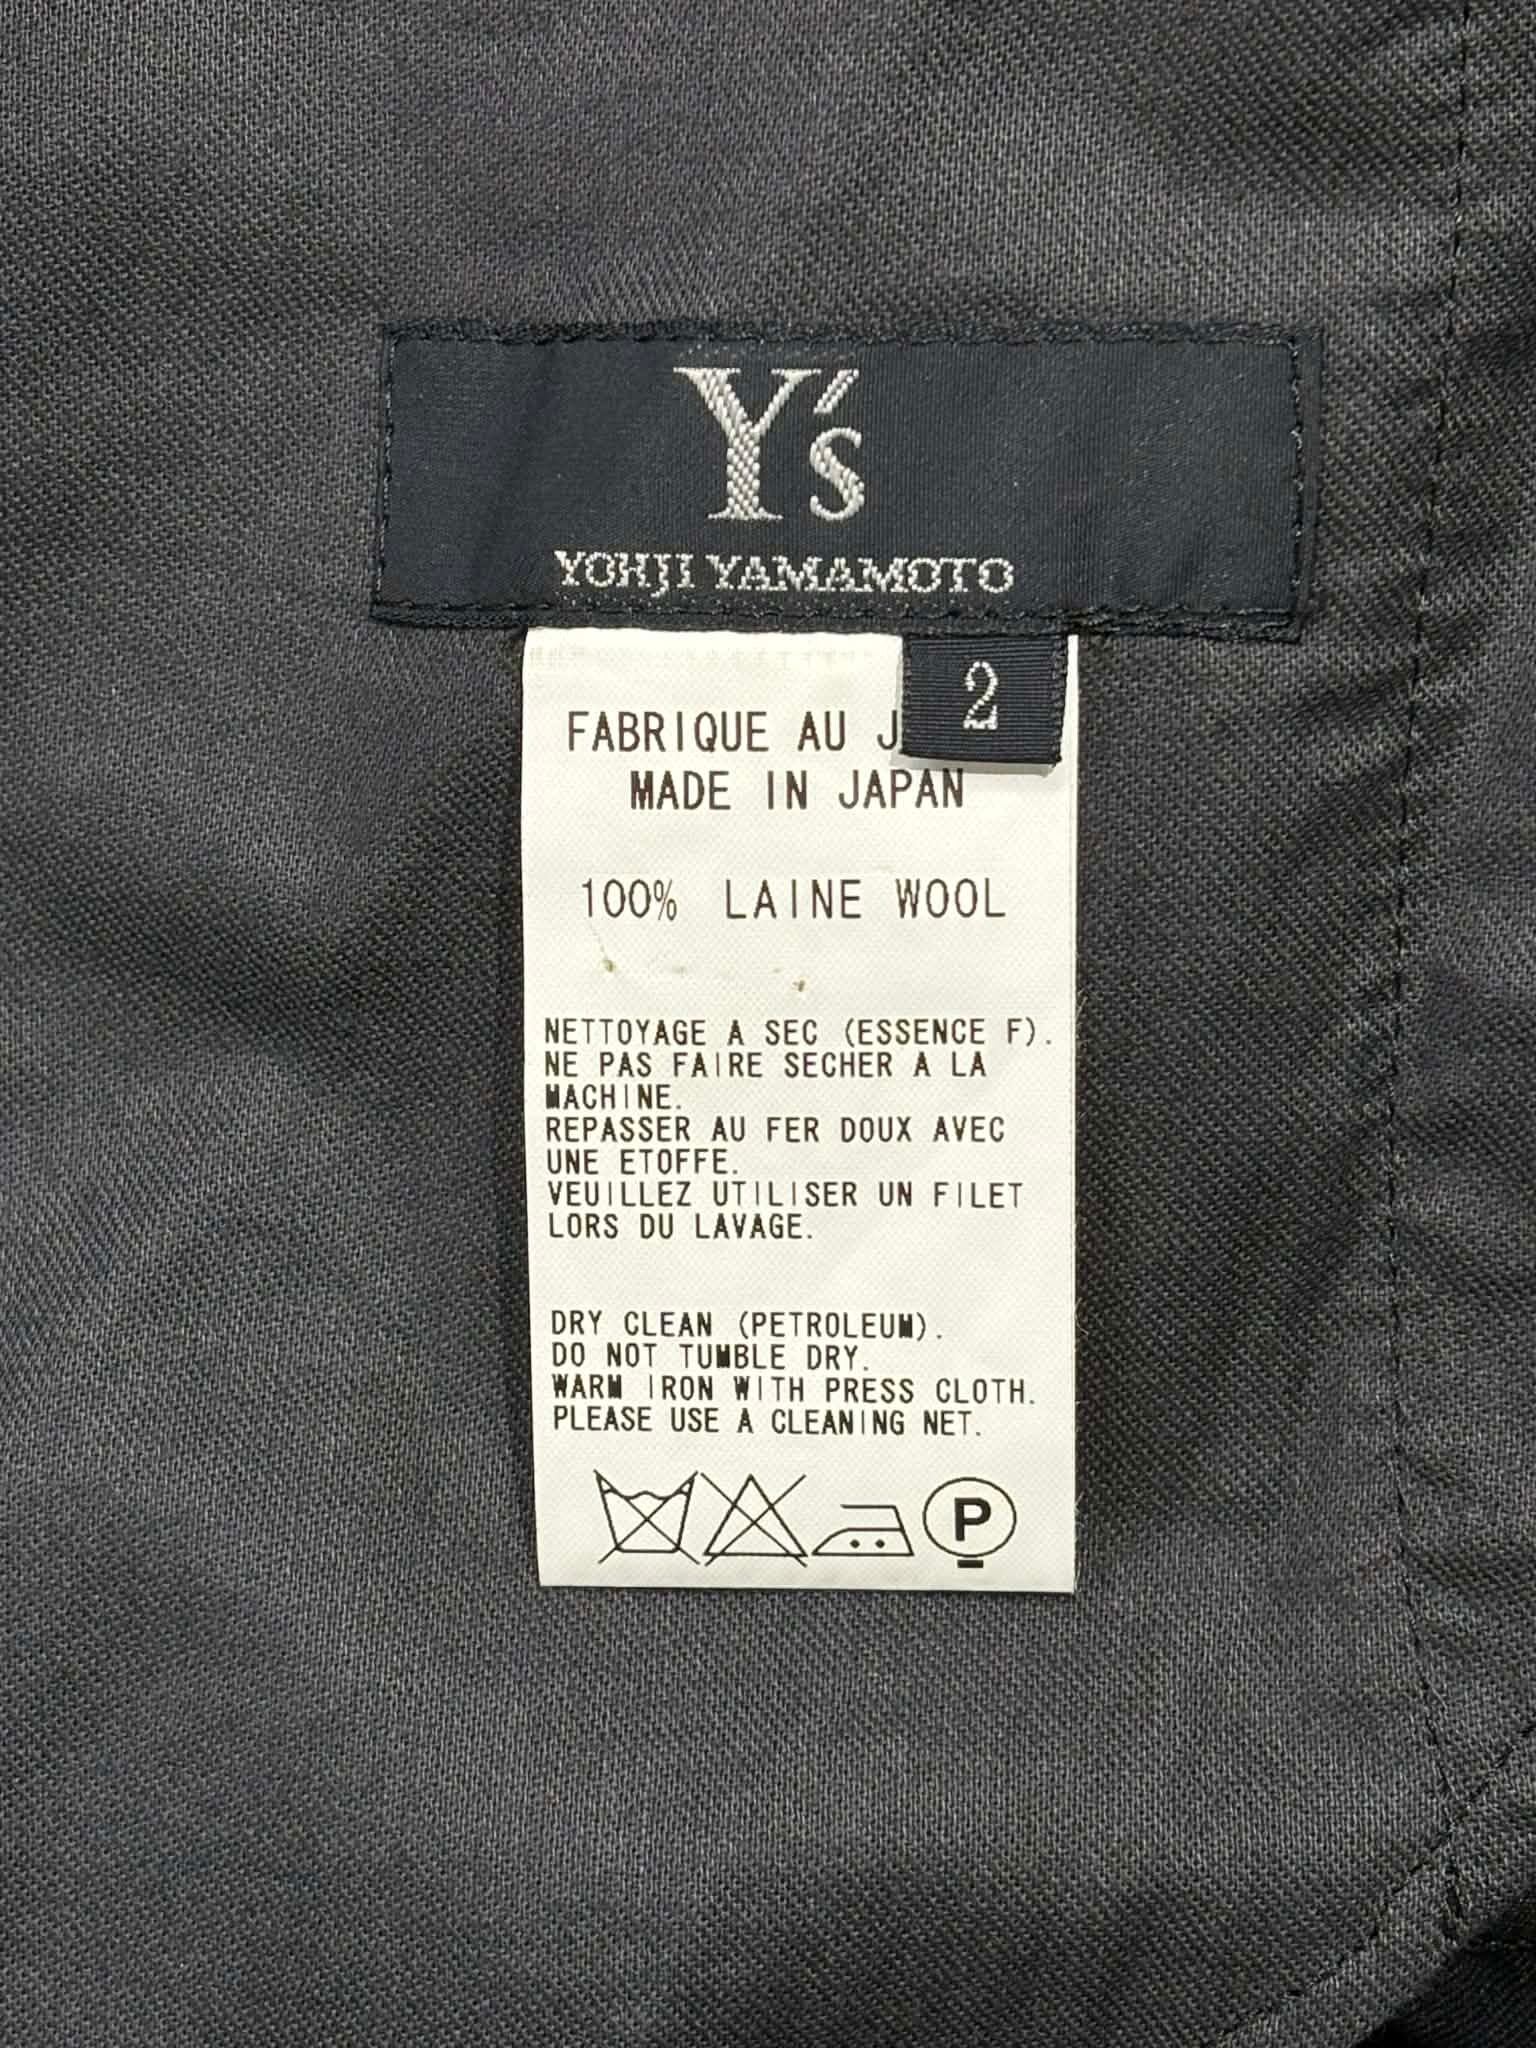 Y's
YOHJI YAMAMOTO
2
FABRIQUE AU
MADE IN JAPAN
100% LAINE WOOL
NETTOYAGE A SEC (ESSENCE F).
NE PAS FAIRE SECHER A LA
MACHINE.
REPASSER AU FER DOUX AVEC
UNE ETOFFE.
VEUILLEZ UTILISER UN FILET
LORS DU LAVAGE.
DRY CLEAN (PETROLEUM).
DO NOT TUMBLE DRY.
WARM IRON WITH PRESS CLOTH.
PLEASE USE A CLEANING NET.
P